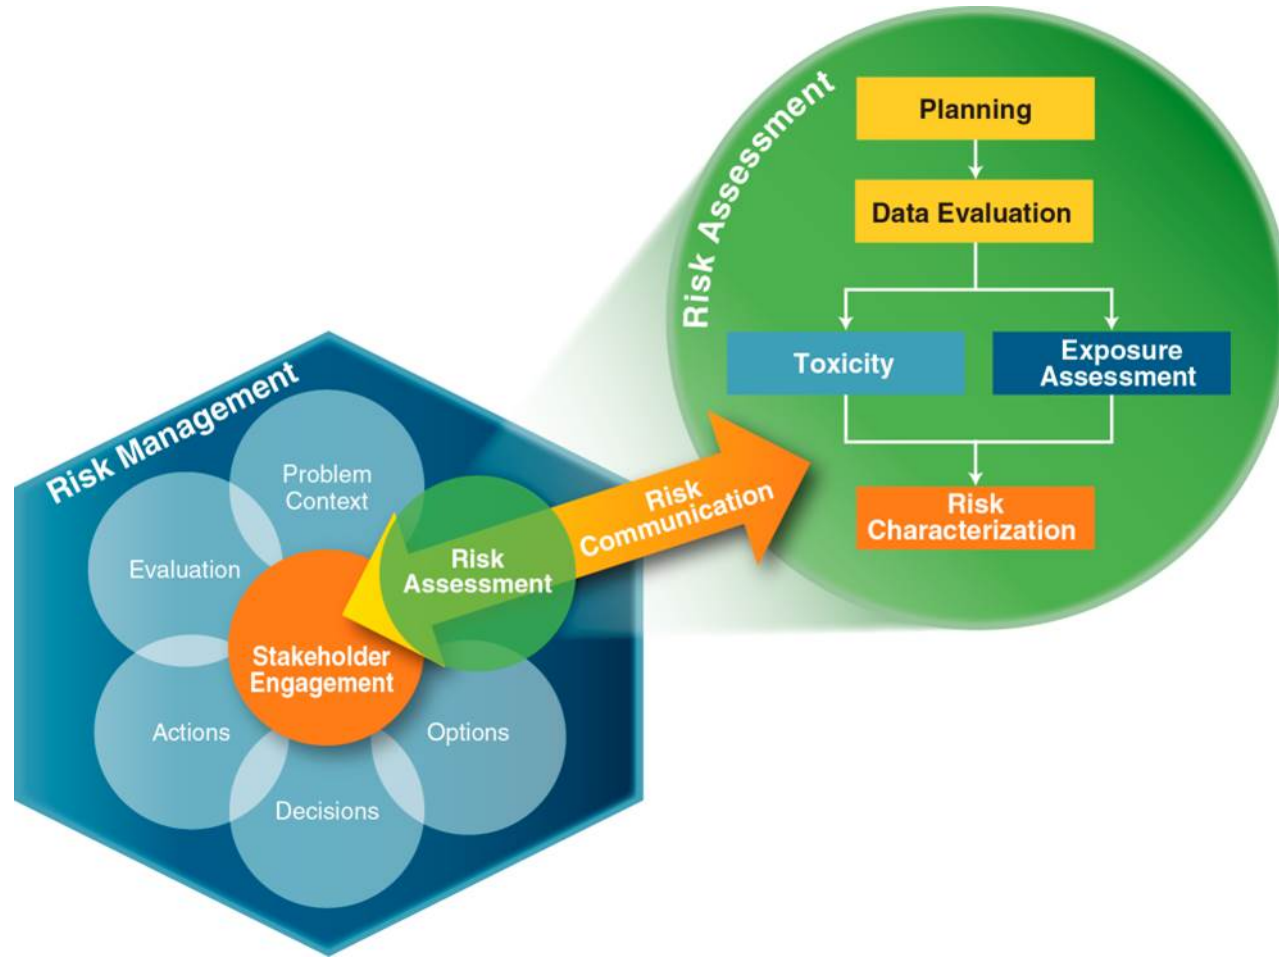 Risk Assessment
Planning
Data Evaluation
Toxicity
Exposure
Assessment
Risk
Characterization
Risk Management
Problem
Context
Evaluation
Risk
Assessment
Risk
Communication
Stakeholder
Engagement
Actions
Options
Decisions